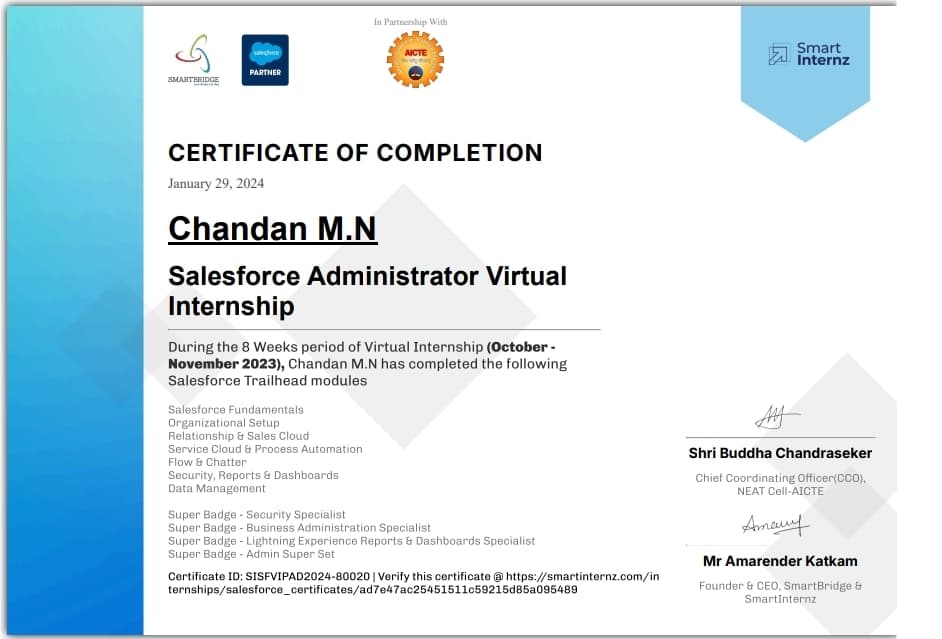 In Partnership With
SMARTBRIDGE
salesforce
PARTNER
AICTE
Smart
Internz
CERTIFICATE OF COMPLETION
January 29, 2024
Chandan M.N
Salesforce Administrator Virtual
Internship
During the 8 Weeks period of Virtual Internship (October -
November 2023), Chandan M.N has completed the following
Salesforce Trailhead modules
Salesforce Fundamentals
Organizational Setup
Relationship & Sales Cloud
Service Cloud & Process Automation
Flow & Chatter
Security, Reports & Dashboards
Data Management
Super Badge - Security Specialist
Super Badge - Business Administration Specialist
Super Badge - Lightning Experience Reports & Dashboards Specialist
Super Badge - Admin Super Set
Certificate ID: SISFVIPAD2024-80020 | Verify this certificate @ https://smartinternz.com/in
ternships/salesforce_certificates/ad7e47ac25451511c59215d85a095489
Shri Buddha Chandraseker
Chief Coordinating Officer(CCO),
NEAT Cell-AICTE
Mr Amarender Katkam
Founder & CEO, SmartBridge &
SmartInternz